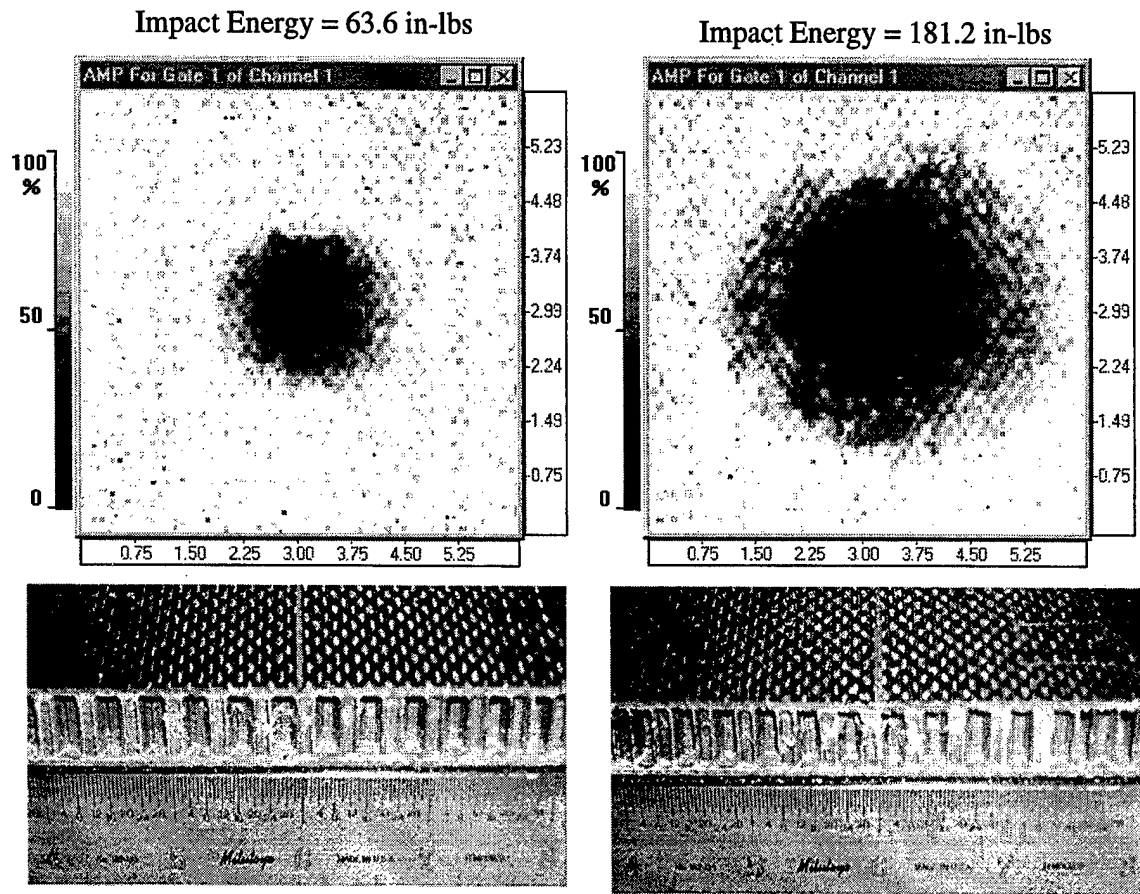 Impact Energy = 63.6 in-lbs
Impact Energy = 181.2 in-lbs
AMP For Gate 1 of Channel 1
AMP For Gate 1 of Channel 1
100
%
50
0
5.23
4.48
3.74
2.99
2.24
1.49
0.75
0.75 1.50 2.25 3.00 3.75 4.50 5.25
100
%
50
0
5.23
4.48
3.74
2.99
2.24
1.49
0.75
0.75 1.50 2.25 3.00 3.75 4.50 5.25
Mitutoyo MADE IN U.S.A.
Mitutoyo